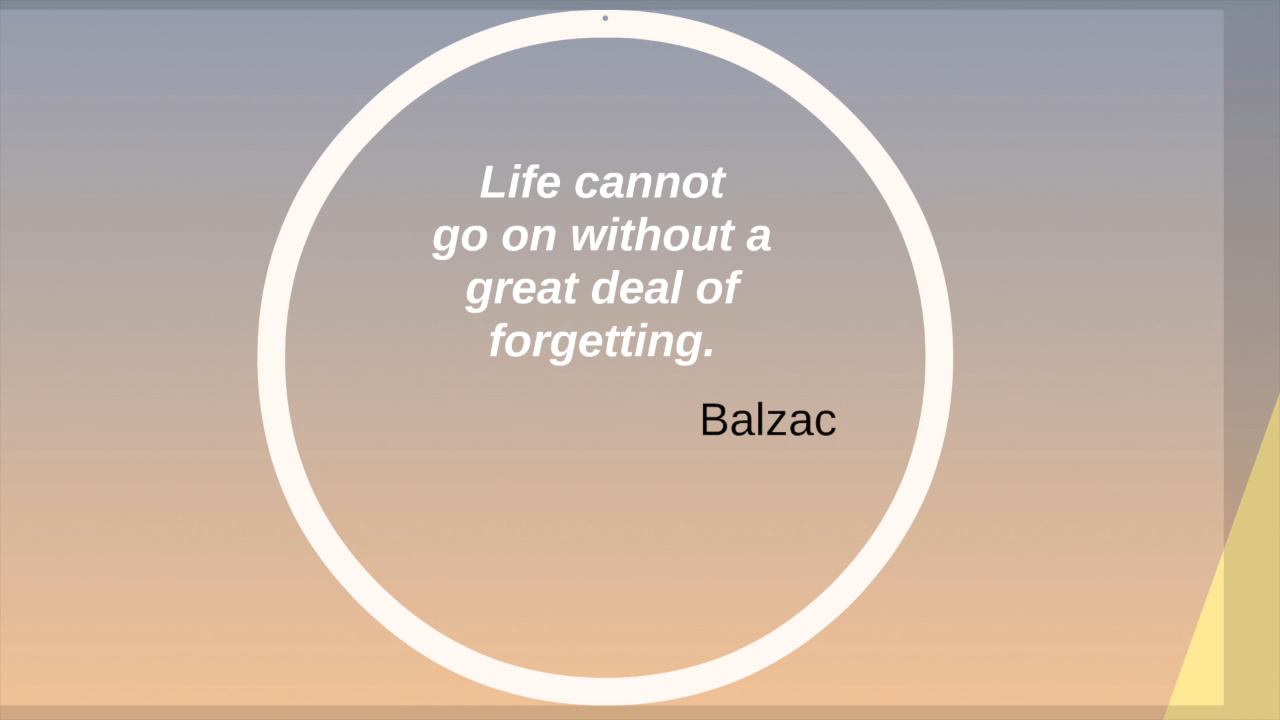 Life cannot
go on without a
great deal of
forgetting.
Balzac